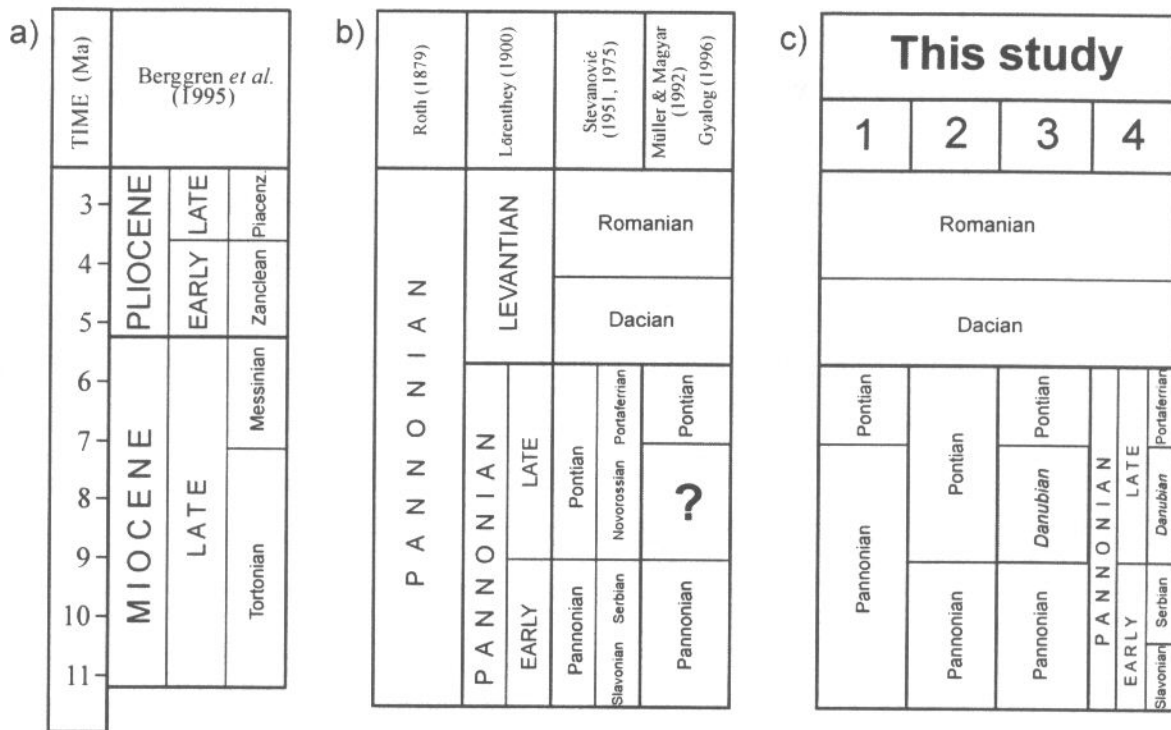 a)
TIME (Ma)
Berggren et al.
(1995)
3
4
5
6
7
8
9
10
11
PLIOCENE
MIOCENE
LATE
EARLY
LATE
Piacenz.
Zanclean
Messinian
Tortonian
b)
Roth (1879)
Lörenthey (1900)
Stevanović
(1951, 1975)
Müller & Magyar
(1992)
Gyalog (1996)
PANNONIAN
LEVANTIAN
PANNONIAN
LATE
EARLY
Romanian
Dacian
Pontian
Pannonian
Portaferrian
Novorossian
Serbian
Slavonian
Pontian
?
Pannonian
c)
This study
1
2
3
4
Romanian
Dacian
Pontian
Pannonian
Pontian
Pannonian
Pontian
Danubian
Pannonian
PANNONIAN
LATE
EARLY
Portaferrian
Danubian
Serbian
Slavonian